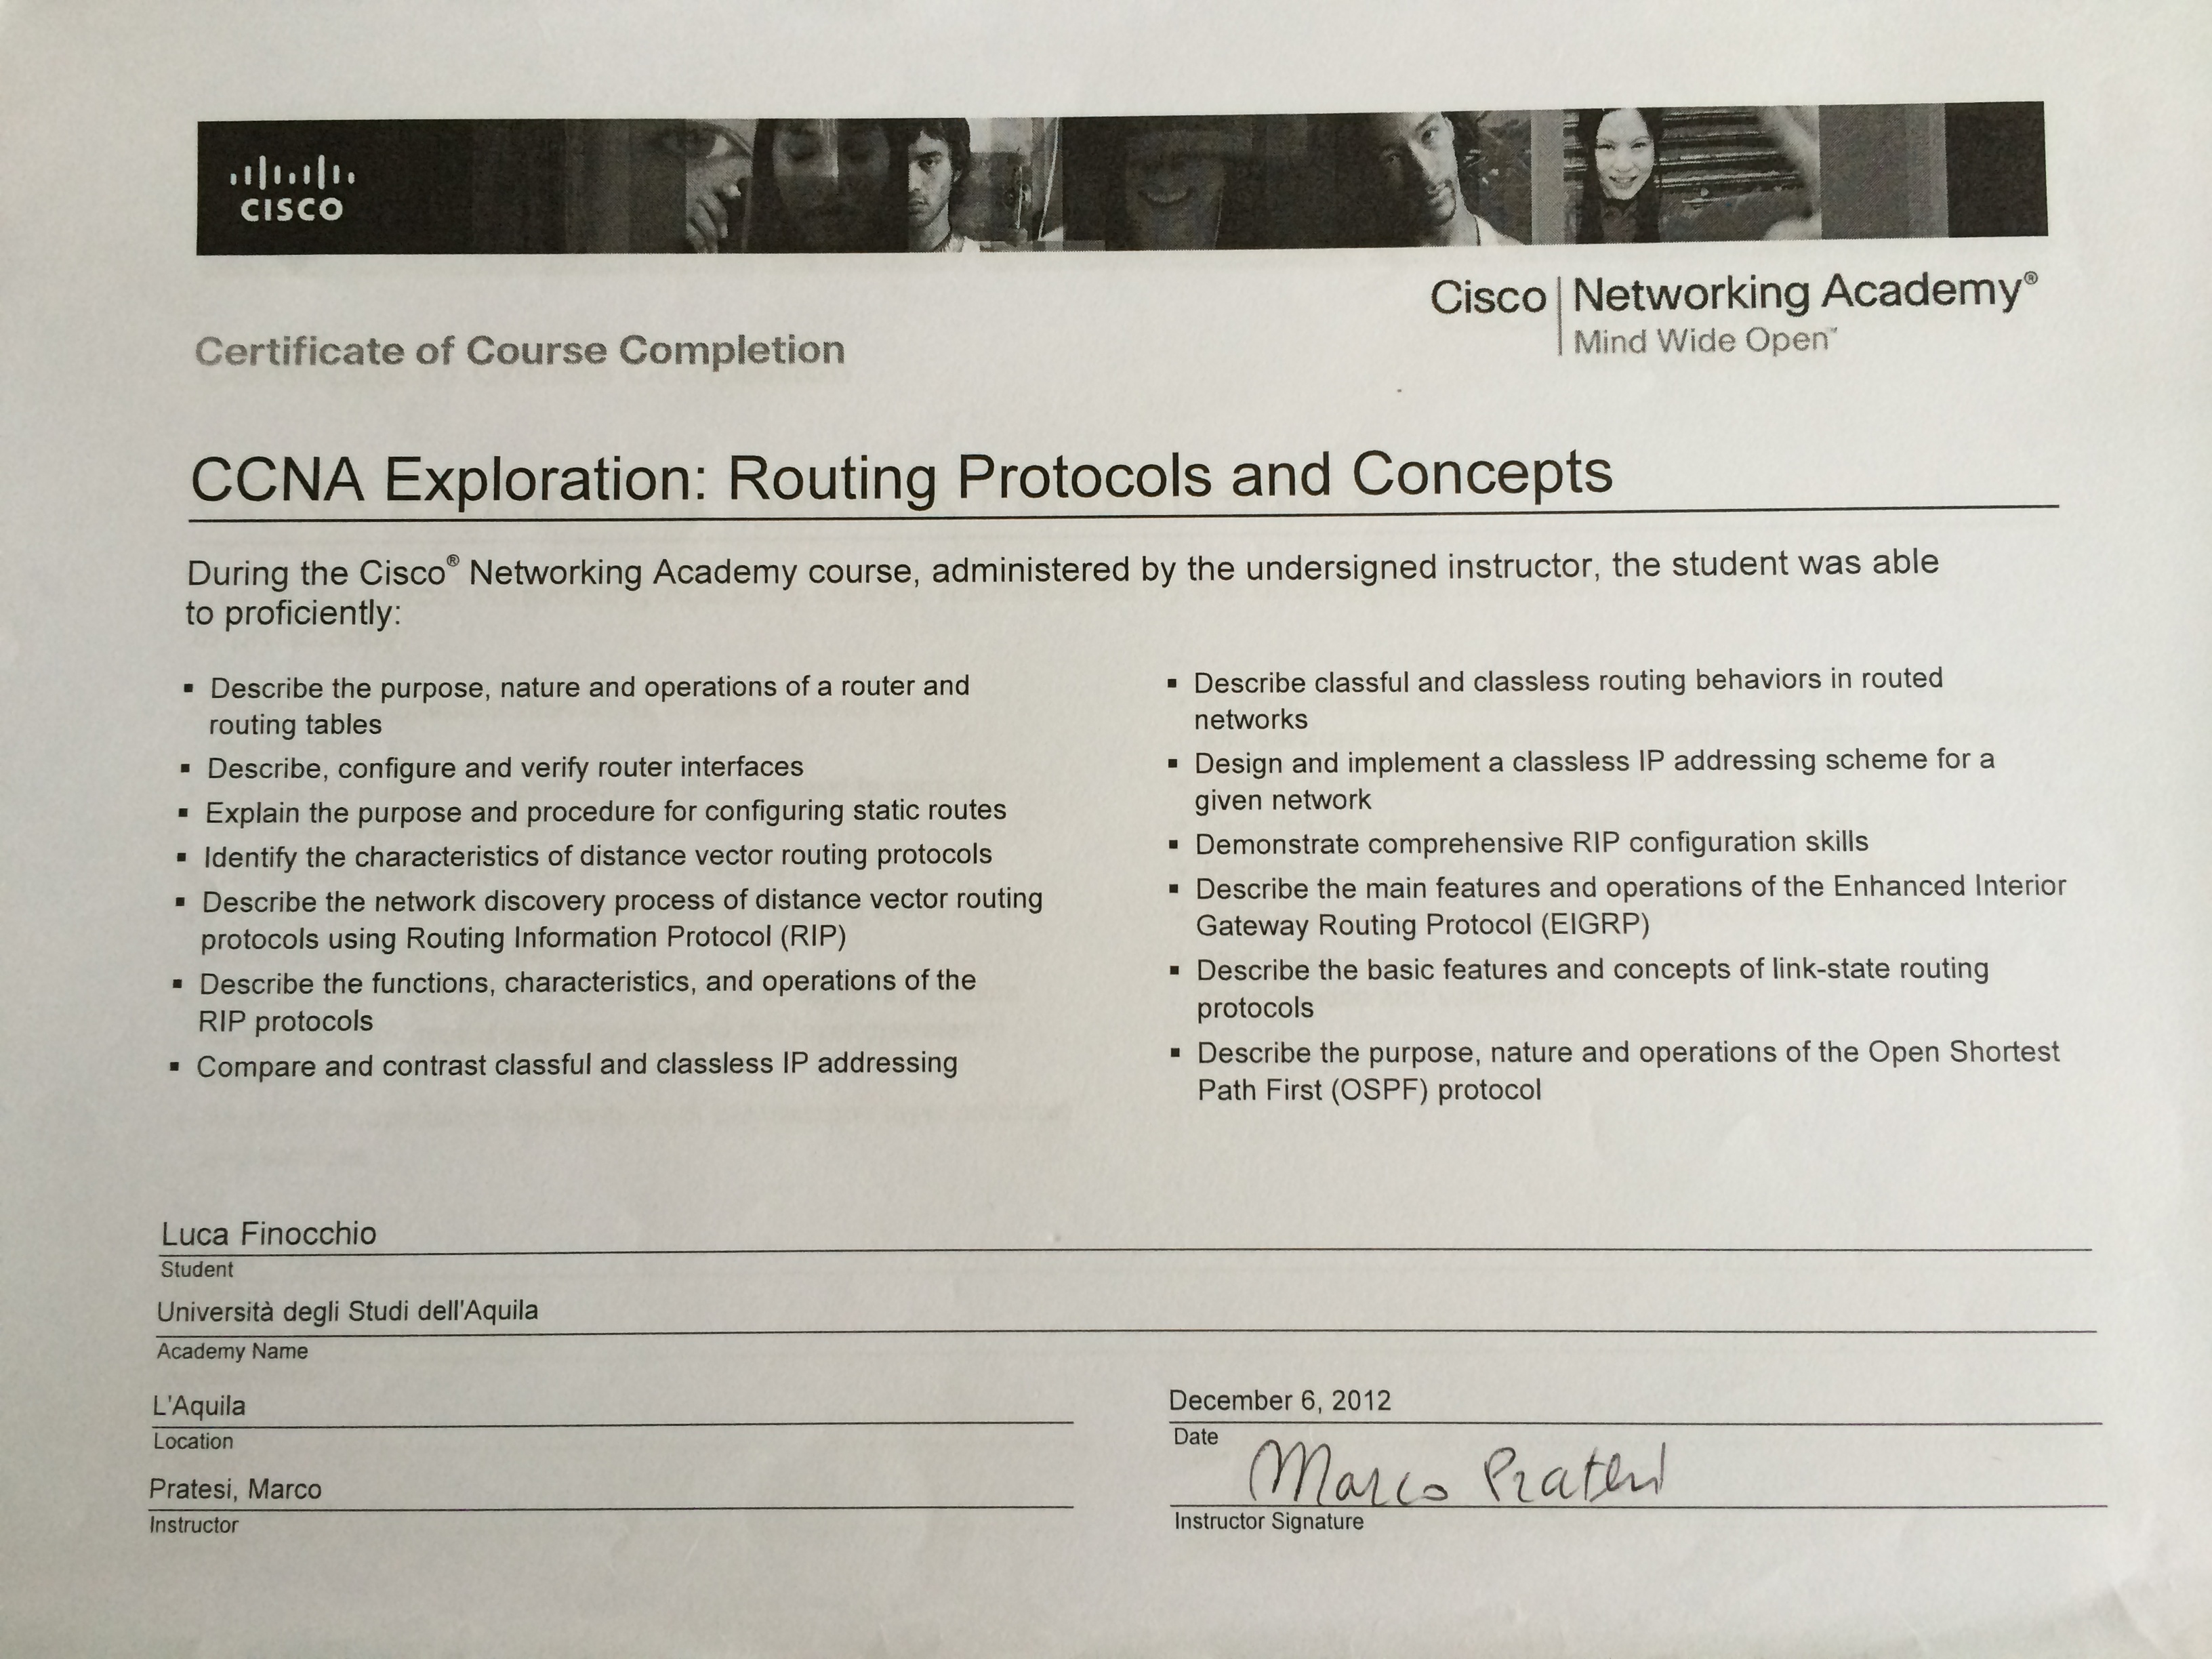 CISCO
Cisco | Networking Academy®
Mind Wide Open™
Certificate of Course Completion
CCNA Exploration: Routing Protocols and Concepts
During the Cisco® Networking Academy course, administered by the undersigned instructor, the student was able
to proficiently:
▪ Describe the purpose, nature and operations of a router and
routing tables
▪ Describe, configure and verify router interfaces
▪ Explain the purpose and procedure for configuring static routes
▪ Identify the characteristics of distance vector routing protocols
▪ Describe the network discovery process of distance vector routing
protocols using Routing Information Protocol (RIP)
▪ Describe the functions, characteristics, and operations of the
RIP protocols
▪ Compare and contrast classful and classless IP addressing
▪ Describe classful and classless routing behaviors in routed
networks
▪ Design and implement a classless IP addressing scheme for a
given network
▪ Demonstrate comprehensive RIP configuration skills
▪ Describe the main features and operations of the Enhanced Interior
Gateway Routing Protocol (EIGRP)
▪ Describe the basic features and concepts of link-state routing
protocols
▪ Describe the purpose, nature and operations of the Open Shortest
Path First (OSPF) protocol
Luca Finocchio
Student
Università degli Studi dell'Aquila
Academy Name
L'Aquila
Location
December 6, 2012
Date
Pratesi, Marco
Instructor
Marco Pratesi
Instructor Signature